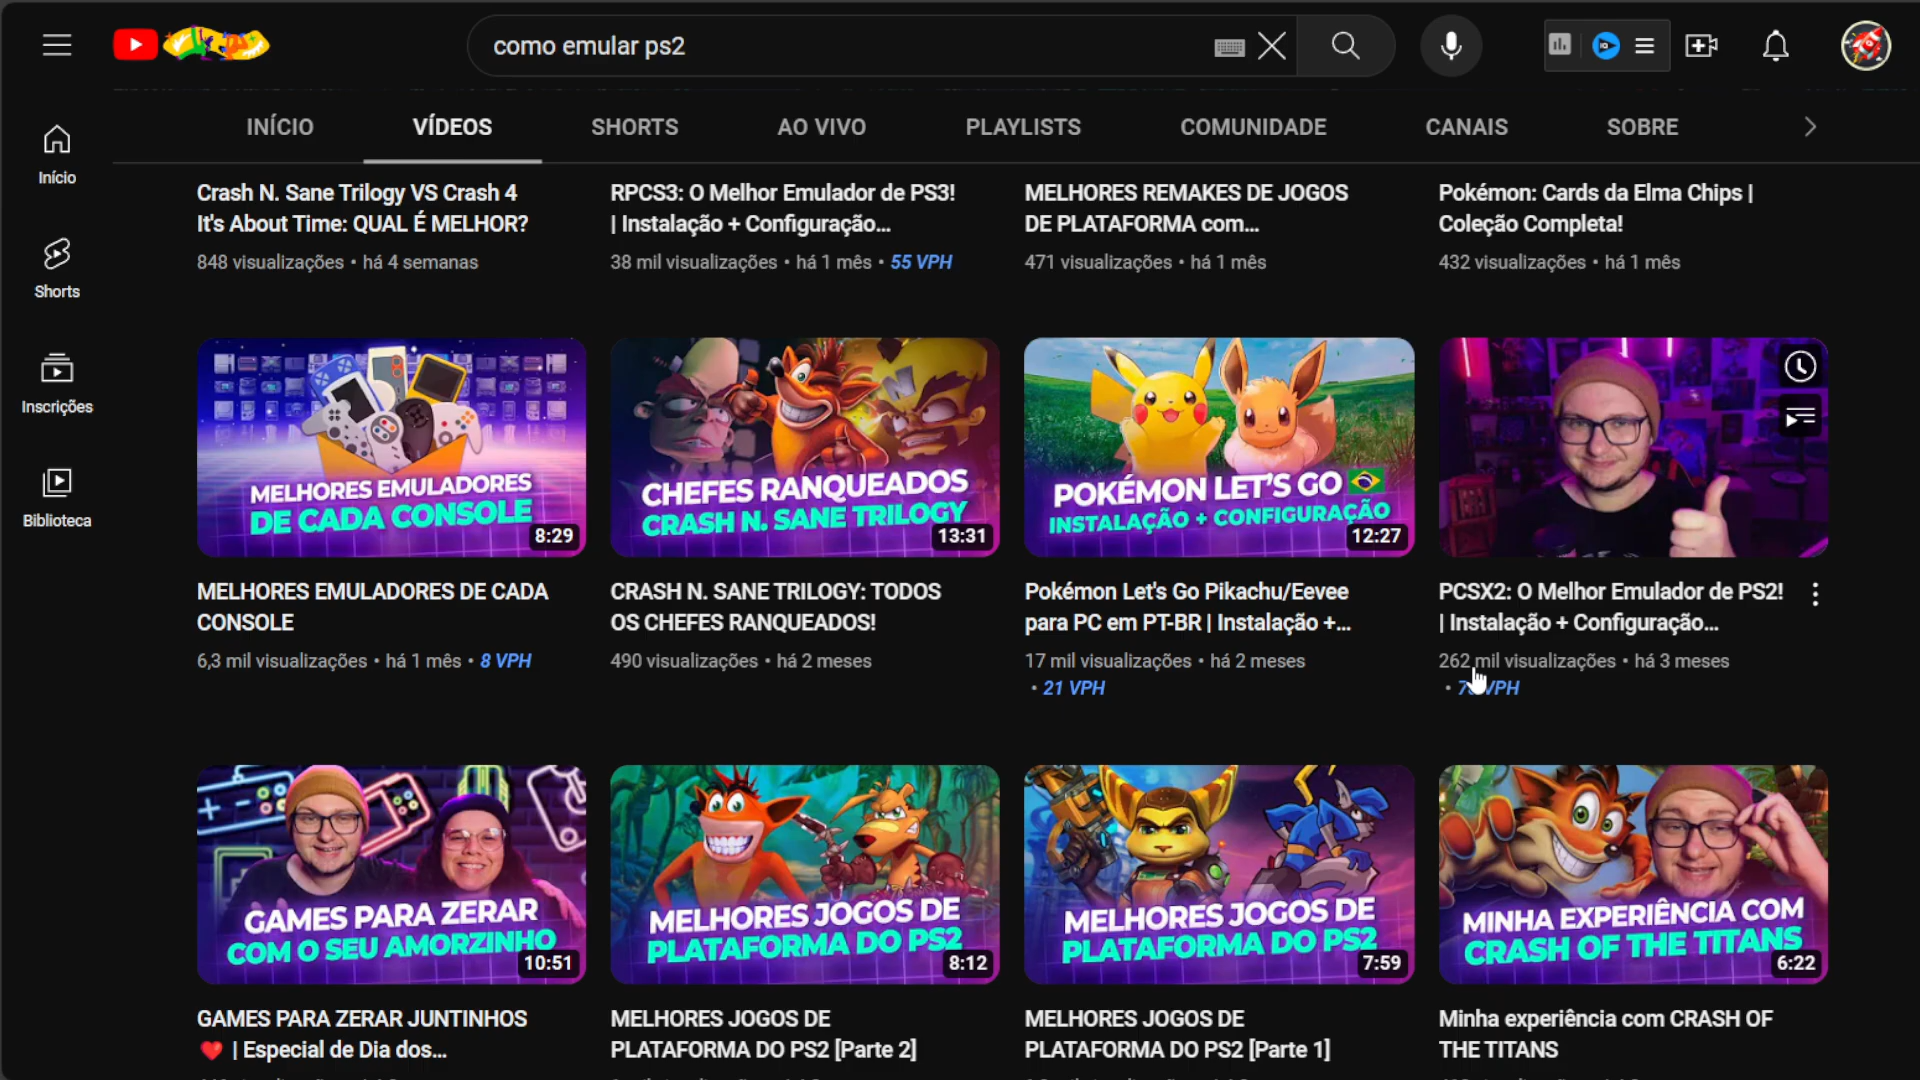 como emular ps2
INÍCIO
VÍDEOS
SHORTS
AO VIVO
PLAYLISTS
COMUNIDADE
CANAIS
SOBRE
Início
Shorts
Inscrições
Biblioteca
Crash N. Sane Trilogy VS Crash 4
It's About Time: QUAL É MELHOR?
848 visualizações • há 4 semanas
RPCS3: O Melhor Emulador de PS3!
| Instalação + Configuração...
38 mil visualizações • há 1 mês • 55 VPH
MELHORES REMAKES DE JOGOS
DE PLATAFORMA com...
471 visualizações • há 1 mês
Pokémon: Cards da Elma Chips |
Coleção Completa!
432 visualizações • há 1 mês
MELHORES EMULADORES
DE CADA CONSOLE
8:29
MELHORES EMULADORES DE CADA
CONSOLE
6,3 mil visualizações • há 1 mês • 8 VPH
CHEFES RANQUEADOS
CRASH N. SANE TRILOGY
13:31
CRASH N. SANE TRILOGY: TODOS
OS CHEFES RANQUEADOS!
490 visualizações • há 2 meses
POKÉMON LET'S GO
INSTALAÇÃO + CONFIGURAÇÃO
12:27
Pokémon Let's Go Pikachu/Eevee
para PC em PT-BR | Instalação +...
17 mil visualizações • há 2 meses
• 21 VPH
PCSX2: O Melhor Emulador de PS2!
| Instalação + Configuração...
262 mil visualizações • há 3 meses
• VPH
GAMES PARA ZERAR
COM O SEU AMORZINHO
10:51
GAMES PARA ZERAR JUNTINHOS
❤️ | Especial de Dia dos...
MELHORES JOGOS DE
PLATAFORMA DO PS2
8:12
MELHORES JOGOS DE
PLATAFORMA DO PS2 [Parte 2]
MELHORES JOGOS DE
PLATAFORMA DO PS2
7:59
MELHORES JOGOS DE
PLATAFORMA DO PS2 [Parte 1]
MINHA EXPERIÊNCIA COM
CRASH OF THE TITANS
6:22
Minha experiência com CRASH OF
THE TITANS